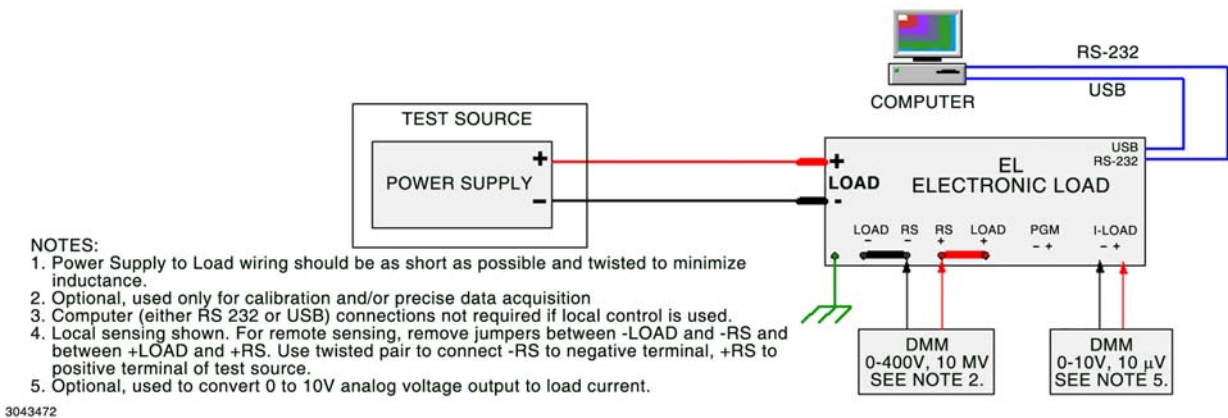 RS-232
USB
COMPUTER
TEST SOURCE
POWER SUPPLY
+
−
+
LOAD
-
USB
RS-232
EL
ELECTRONIC LOAD
LOAD RS RS LOAD PGM I-LOAD
− − + + − + − +
DMM
0-400V, 10 MV
SEE NOTE 2.
DMM
0-10V, 10 µV
SEE NOTE 5.
NOTES:
1. Power Supply to Load wiring should be as short as possible and twisted to minimize
inductance.
2. Optional, used only for calibration and/or precise data acquisition
3. Computer (either RS 232 or USB) connections not required if local control is used.
4. Local sensing shown. For remote sensing, remove jumpers between -LOAD and -RS and
between +LOAD and +RS. Use twisted pair to connect -RS to negative terminal, +RS to
positive terminal of test source.
5. Optional, used to convert 0 to 10V analog voltage output to load current.
3043472